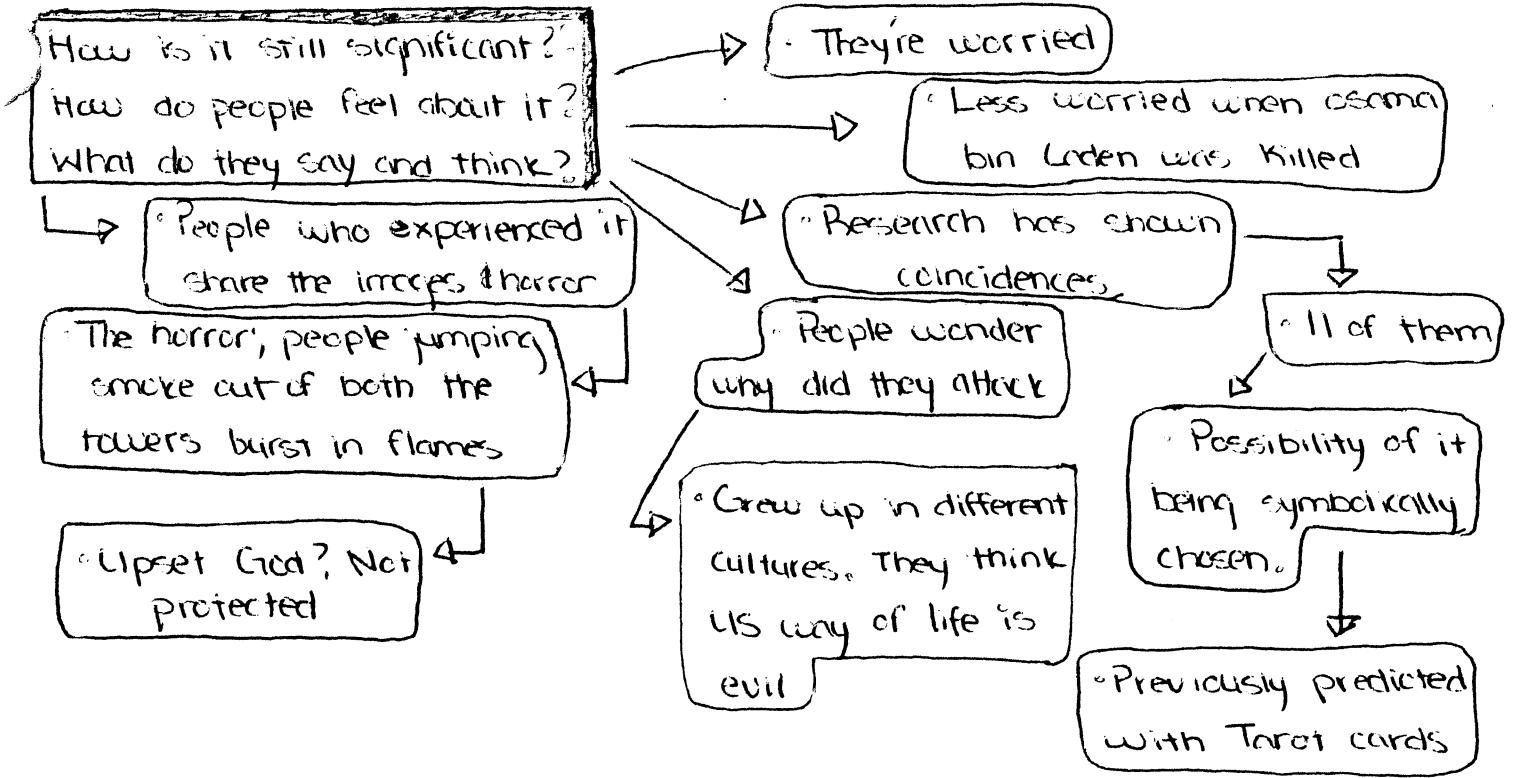 How is it still significant?
How do people feel about it?
What do they say and think?
· They're worried
· Less worried when osama
bin Laden was Killed
· People who experienced it
share the images & horror
· Research has shown
coincidences
· 11 of them
· The horror, people jumping
smoke out of both the
towers burst in flames
· People wonder
why did they attack
· Possibility of it
being symbolically
chosen.
· Upset God? Not
protected
· Grew up in different
cultures. They think
US way of life is
evil
· Previously predicted
with Tarot cards